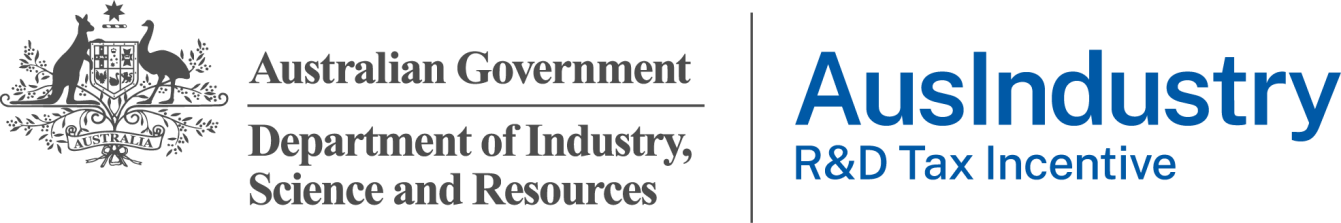 AUSTRALIA
Australian Government
Department of Industry,
Science and Resources
AusIndustry
R&D Tax Incentive